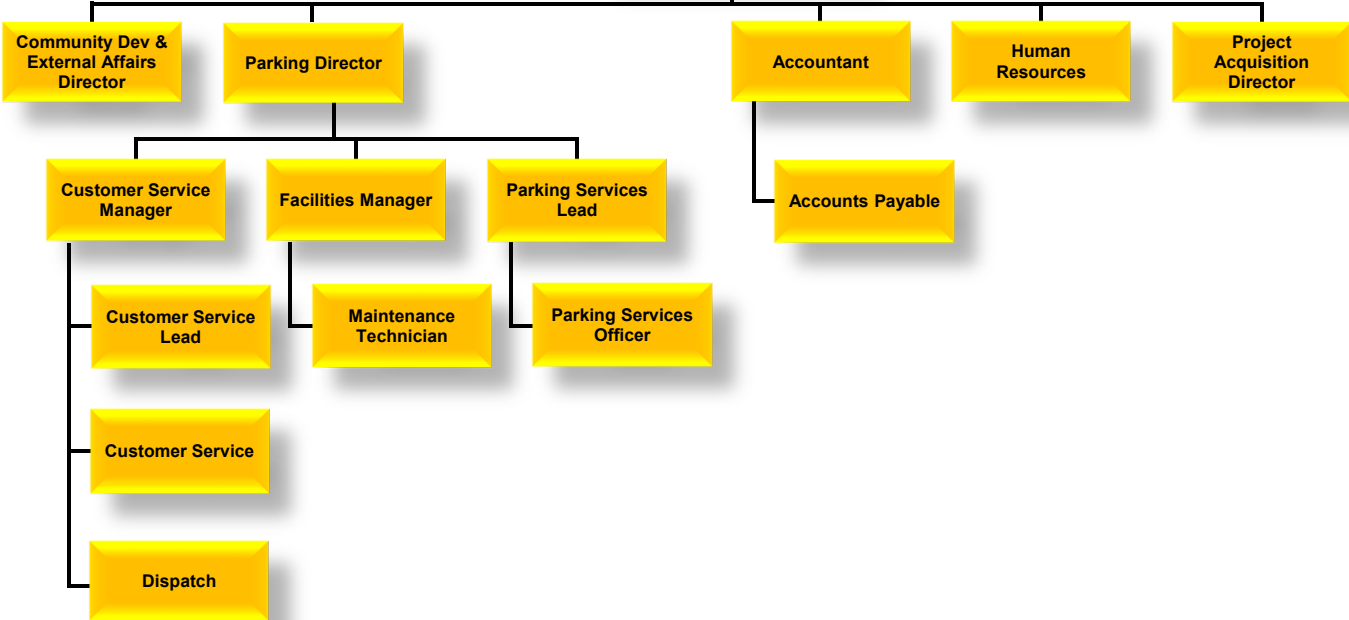 Community Dev &
External Affairs
Director
Parking Director
Accountant
Human
Resources
Project
Acquisition
Director
Customer Service
Manager
Facilities Manager
Parking Services
Lead
Accounts Payable
Customer Service
Lead
Maintenance
Technician
Parking Services
Officer
Customer Service
Dispatch